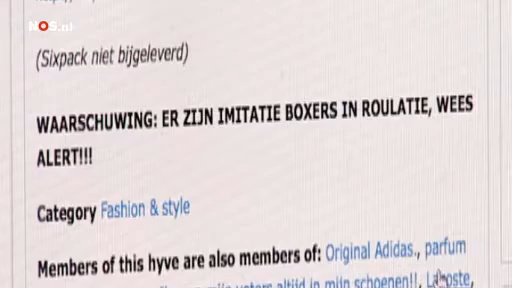 NOS.nl
(Sixpack niet bijgeleverd)
WAARSCHUWING: ER ZIJN IMITATIE BOXERS IN ROULATIE, WEES
ALERT!!!
Category Fashion & style
Members of this hyve are also members of: Original Adidas., parfum
altijd in mijn schoenen!!,